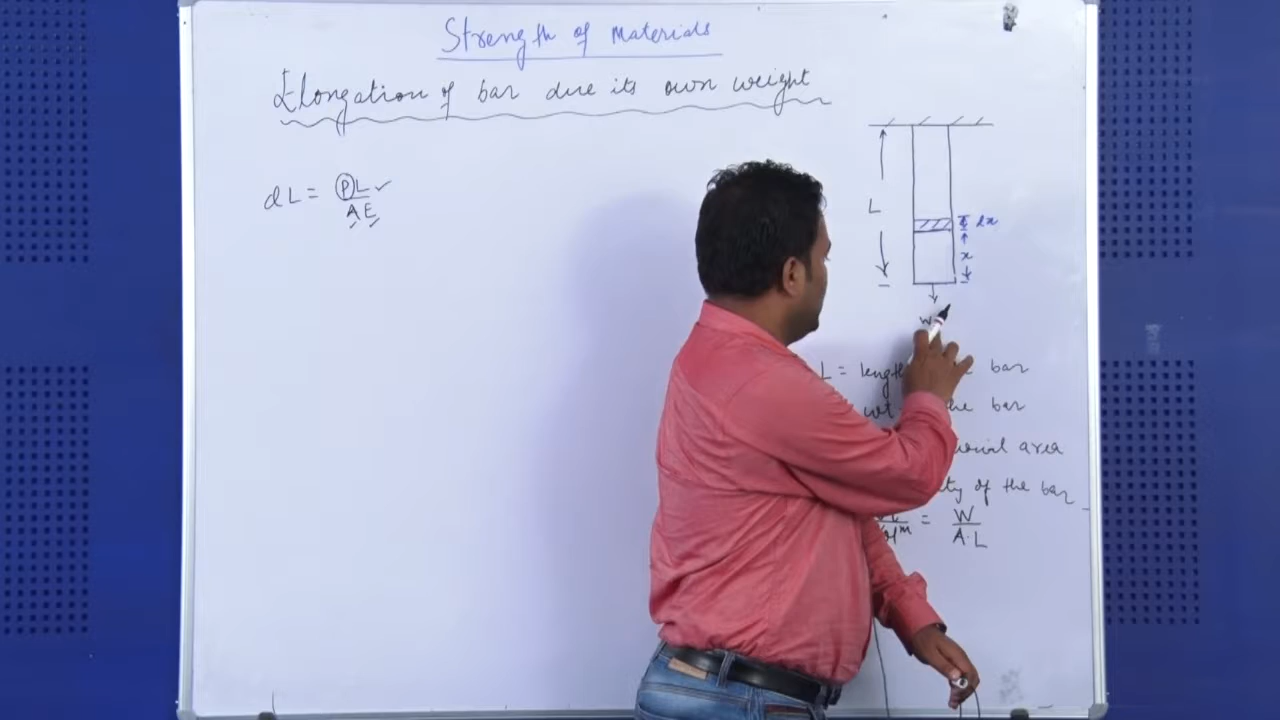 Strength of Materials
Elongation of bar due its own weight
dL = PL ✓
A E
L
dx
x
W
L = length bar
wt the bar
area
of the bar
= W
A. L